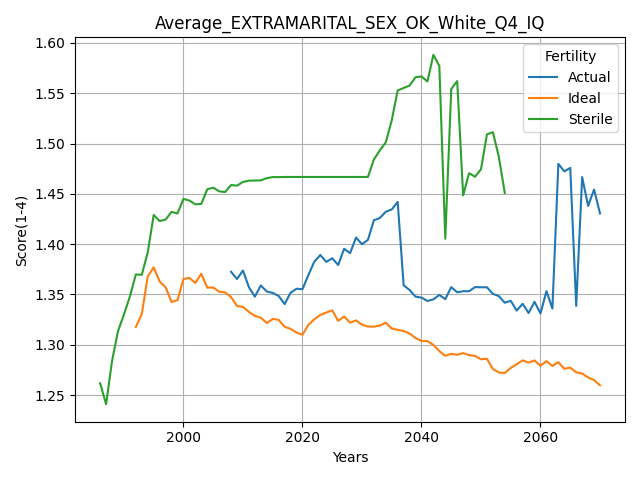 Average_EXTRAMARITAL_SEX_OK_White_Q4_IQ
Score(1-4)
1.60
1.55
1.50
1.45
1.40
1.35
1.30
1.25
Fertility
Actual
Ideal
Sterile
2000
2020
2040
2060
Years